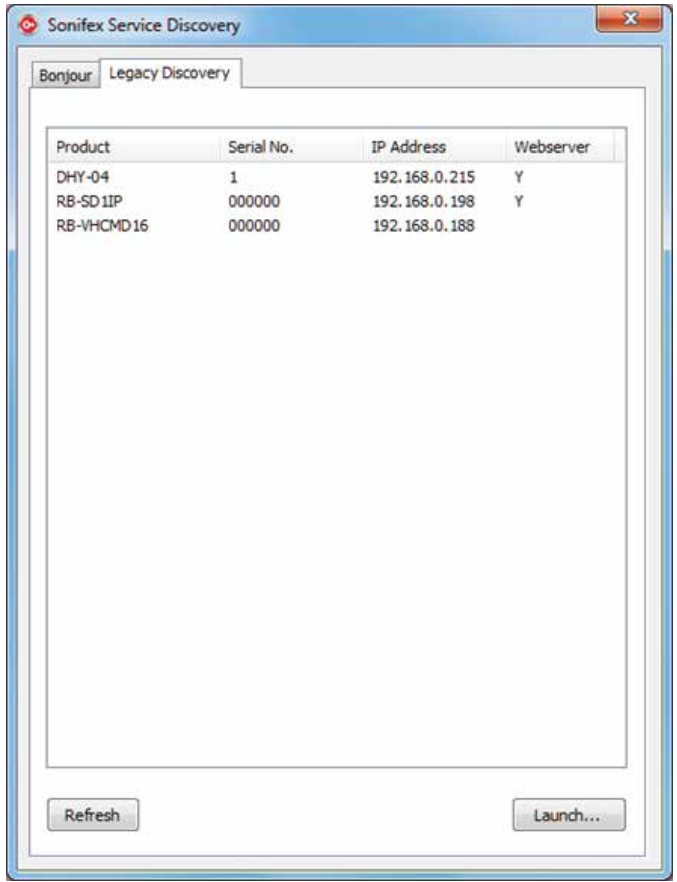 Sonifex Service Discovery
Bonjour Legacy Discovery
Product Serial No. IP Address Webserver
DHY-04 1 192.168.0.215 Y
RB-SD1IP 000000 192.168.0.198 Y
RB-VHCMD16 000000 192.168.0.188
Refresh Launch...